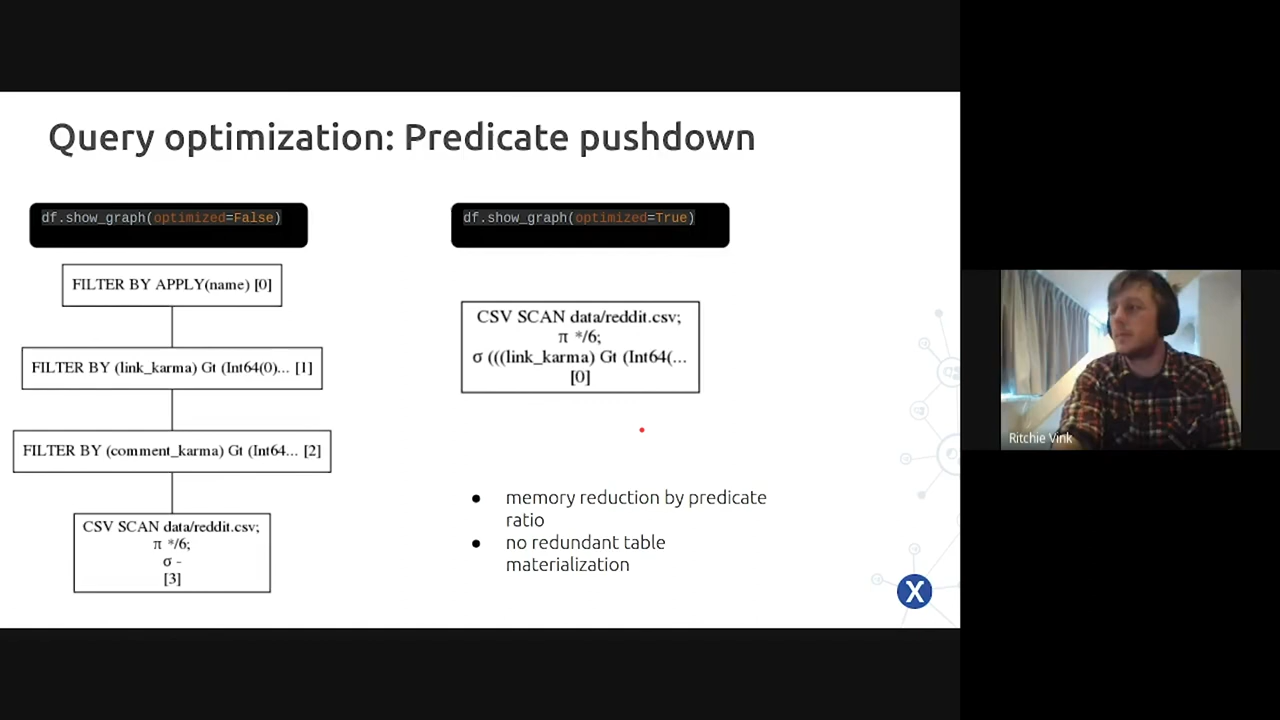 Query optimization: Predicate pushdown
df.show_graph(optimized=False)
FILTER BY APPLY(name) [0]
FILTER BY (link_karma) Gt (Int64(0)... [1]
FILTER BY (comment_karma) Gt (Int64... [2]
CSV SCAN data/reddit.csv;
π */6;
σ -
[3]
df.show_graph(optimized=True)
CSV SCAN data/reddit.csv;
π */6;
σ (((link_karma) Gt (Int64(...
[0]
● memory reduction by predicate
ratio
● no redundant table
materialization
X
Ritchie Vink